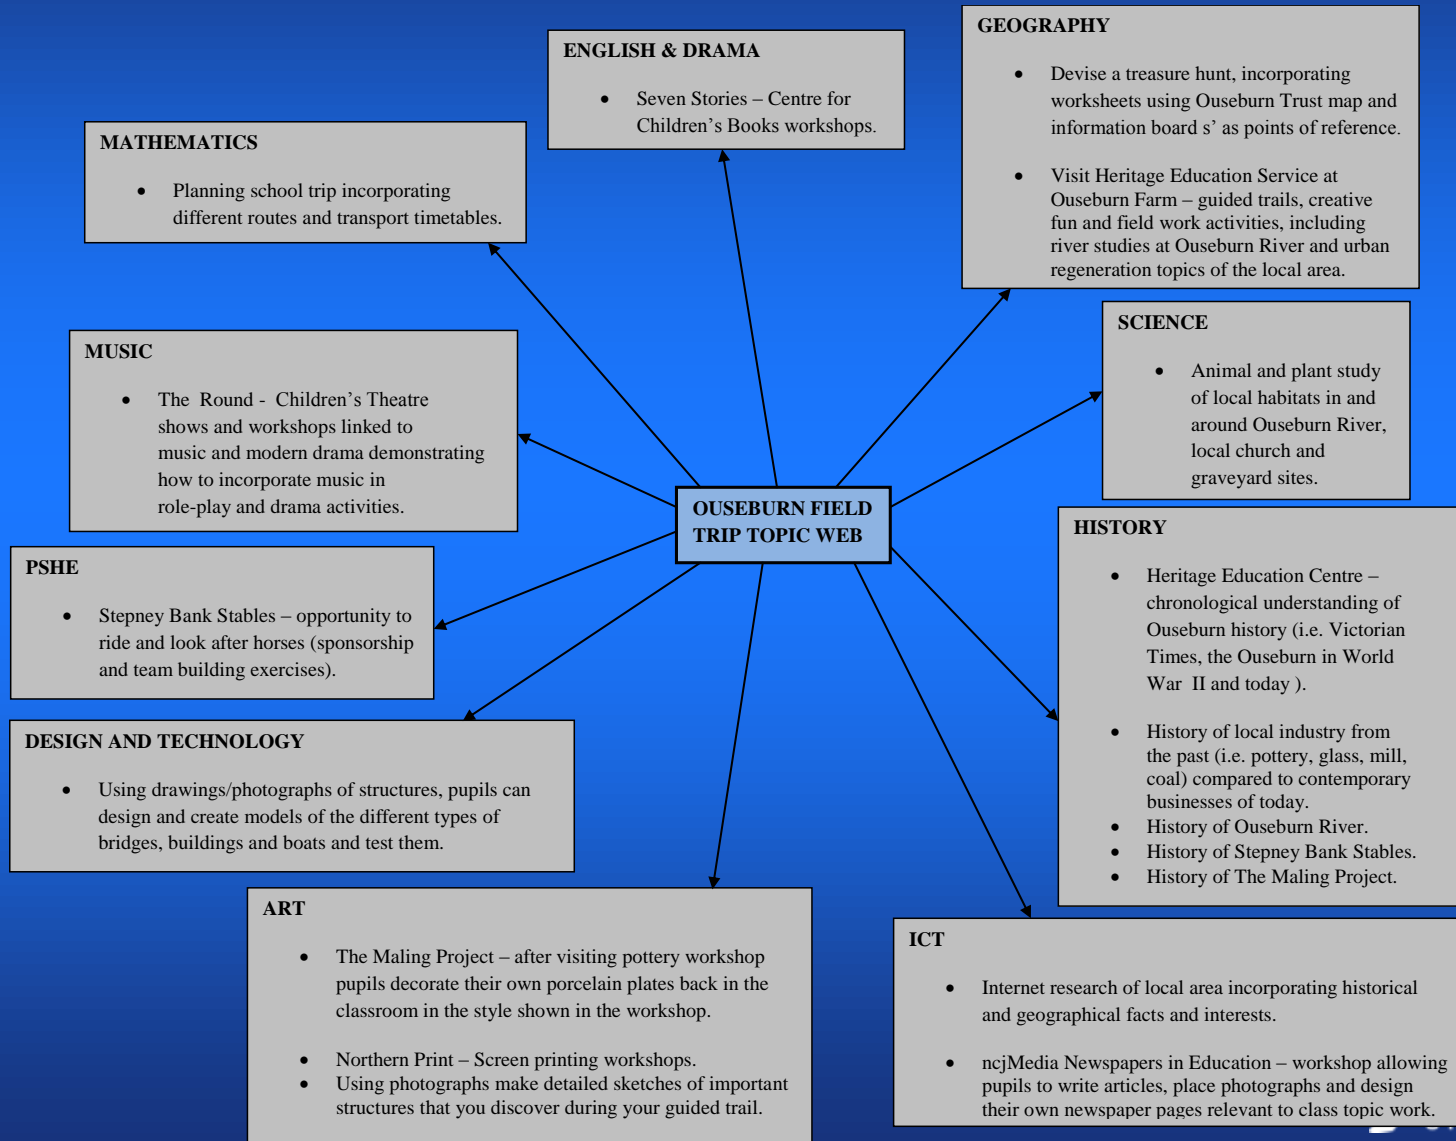 ENGLISH & DRAMA
• Seven Stories – Centre for
Children's Books workshops.
GEOGRAPHY
• Devise a treasure hunt, incorporating
worksheets using Ouseburn Trust map and
information board s' as points of reference.
• Visit Heritage Education Service at
Ouseburn Farm – guided trails, creative
fun and field work activities, including
river studies at Ouseburn River and urban
regeneration topics of the local area.
MATHEMATICS
• Planning school trip incorporating
different routes and transport timetables.
SCIENCE
• Animal and plant study
of local habitats in and
around Ouseburn River,
local church and
graveyard sites.
MUSIC
• The Round - Children's Theatre
shows and workshops linked to
music and modern drama demonstrating
how to incorporate music in
role-play and drama activities.
OUSEBURN FIELD
TRIP TOPIC WEB
HISTORY
• Heritage Education Centre –
chronological understanding of
Ouseburn history (i.e. Victorian
Times, the Ouseburn in World
War II and today ).
• History of local industry from
the past (i.e. pottery, glass, mill,
coal) compared to contemporary
businesses of today.
• History of Ouseburn River.
• History of Stepney Bank Stables.
• History of The Maling Project.
PSHE
• Stepney Bank Stables – opportunity to
ride and look after horses (sponsorship
and team building exercises).
DESIGN AND TECHNOLOGY
• Using drawings/photographs of structures, pupils can
design and create models of the different types of
bridges, buildings and boats and test them.
ART
• The Maling Project – after visiting pottery workshop
pupils decorate their own porcelain plates back in the
classroom in the style shown in the workshop.
• Northern Print – Screen printing workshops.
• Using photographs make detailed sketches of important
structures that you discover during your guided trail.
ICT
• Internet research of local area incorporating historical
and geographical facts and interests.
• ncjMedia Newspapers in Education – workshop allowing
pupils to write articles, place photographs and design
their own newspaper pages relevant to class topic work.